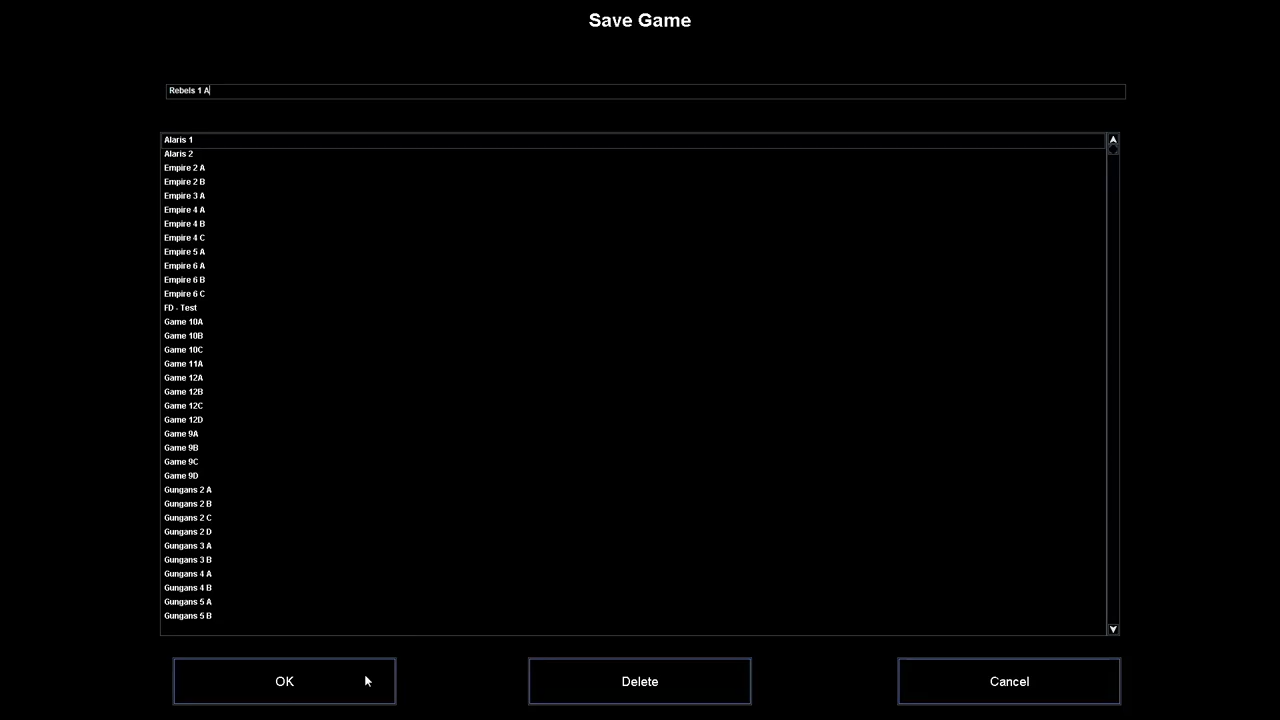 Save Game
Rebels 1 A
Alaris 1
Alaris 2
Empire 2 A
Empire 2 B
Empire 3 A
Empire 4 A
Empire 4 B
Empire 4 C
Empire 5 A
Empire 6 A
Empire 6 B
Empire 6 C
FD - Test
Game 10A
Game 10B
Game 10C
Game 11A
Game 12A
Game 12B
Game 12C
Game 12D
Game 9A
Game 9B
Game 9C
Game 9D
Gungans 2 A
Gungans 2 B
Gungans 2 C
Gungans 2 D
Gungans 3 A
Gungans 3 B
Gungans 4 A
Gungans 4 B
Gungans 5 A
Gungans 5 B
OK
Delete
Cancel